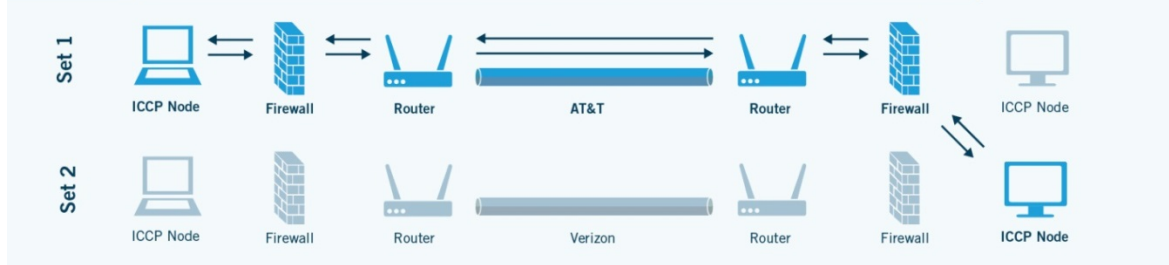 Set 1
ICCP Node Firewall Router AT&T Router Firewall ICCP Node
Set 2
ICCP Node Firewall Router Verizon Router Firewall ICCP Node